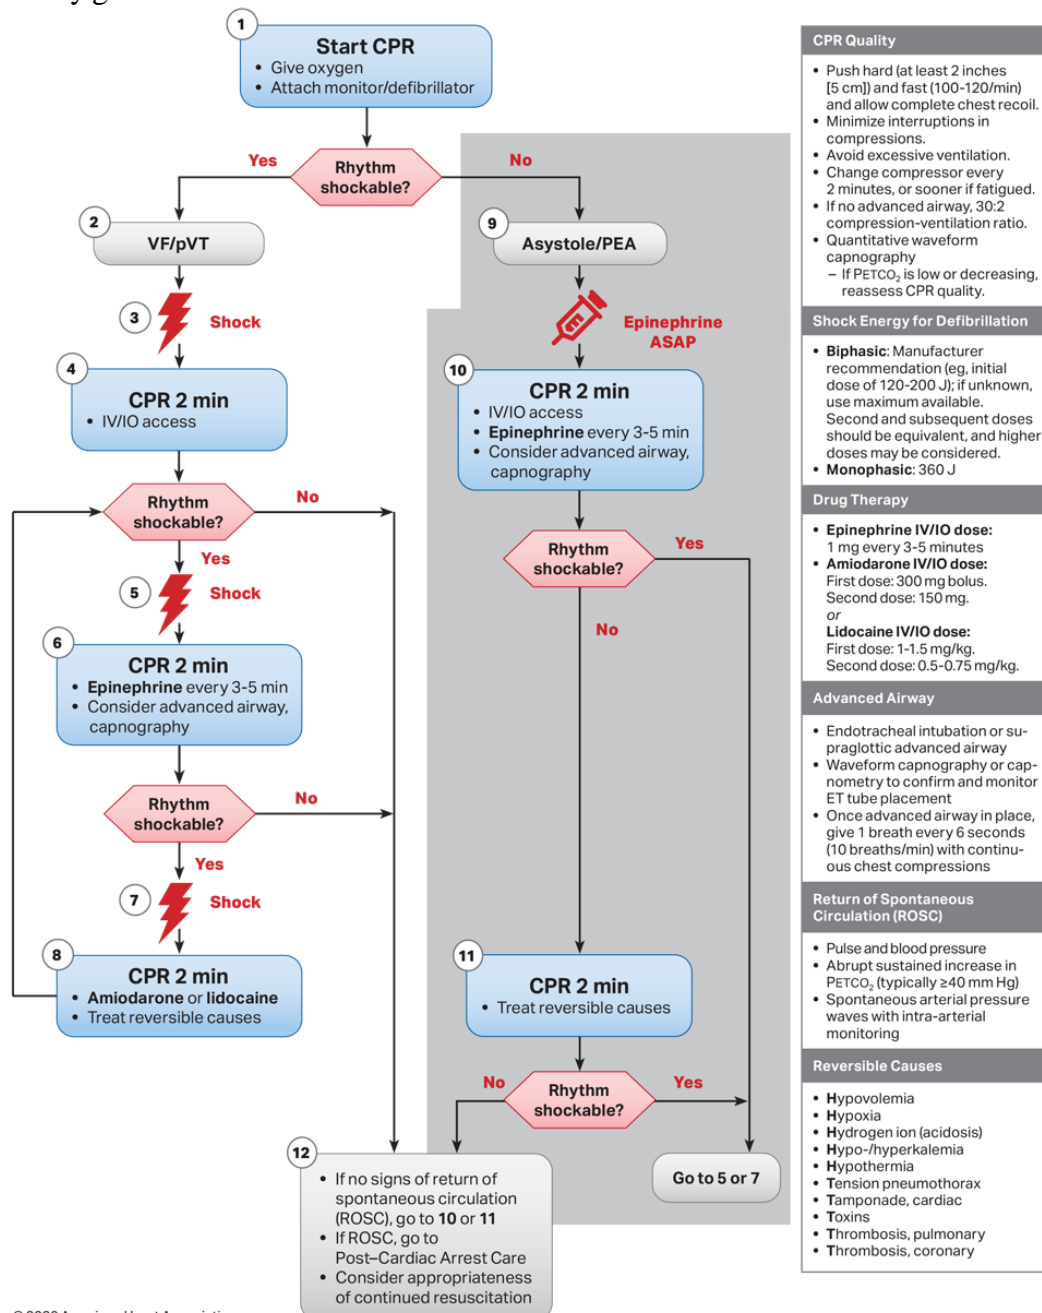 1
Start CPR
• Give oxygen
• Attach monitor/defibrillator
Rhythm
shockable?
Yes
No
2
VF/pVT
3
Shock
4
CPR 2 min
• IV/IO access
Rhythm
shockable?
No
Yes
5
Shock
6
CPR 2 min
• Epinephrine every 3-5 min
• Consider advanced airway,
capnography
Rhythm
shockable?
No
Yes
7
Shock
8
CPR 2 min
• Amiodarone or lidocaine
• Treat reversible causes
9
Asystole/PEA
Epinephrine
ASAP
10
CPR 2 min
• IV/IO access
• Epinephrine every 3-5 min
• Consider advanced airway,
capnography
Rhythm
shockable?
Yes
No
11
CPR 2 min
• Treat reversible causes
Rhythm
shockable?
No
Yes
12
• If no signs of return of
spontaneous circulation
(ROSC), go to 10 or 11
• If ROSC, go to
Post–Cardiac Arrest Care
• Consider appropriateness
of continued resuscitation
Go to 5 or 7
CPR Quality
• Push hard (at least 2 inches
[5 cm]) and fast (100-120/min)
and allow complete chest recoil.
• Minimize interruptions in
compressions.
• Avoid excessive ventilation.
• Change compressor every
2 minutes, or sooner if fatigued.
• If no advanced airway, 30:2
compression-ventilation ratio.
• Quantitative waveform
capnography
– If PETCO₂ is low or decreasing,
reassess CPR quality.
Shock Energy for Defibrillation
• Biphasic: Manufacturer
recommendation (eg, initial
dose of 120-200 J); if unknown,
use maximum available.
Second and subsequent doses
should be equivalent, and higher
doses may be considered.
• Monophasic: 360 J
Drug Therapy
• Epinephrine IV/IO dose:
1 mg every 3-5 minutes
• Amiodarone IV/IO dose:
First dose: 300 mg bolus.
Second dose: 150 mg.
or
Lidocaine IV/IO dose:
First dose: 1-1.5 mg/kg.
Second dose: 0.5-0.75 mg/kg.
Advanced Airway
• Endotracheal intubation or su-
praglottic advanced airway
• Waveform capnography or cap-
nometry to confirm and monitor
ET tube placement
• Once advanced airway in place,
give 1 breath every 6 seconds
(10 breaths/min) with continu-
ous chest compressions
Return of Spontaneous
Circulation (ROSC)
• Pulse and blood pressure
• Abrupt sustained increase in
PETCO₂ (typically ≥40 mm Hg)
• Spontaneous arterial pressure
waves with intra-arterial
monitoring
Reversible Causes
• Hypovolemia
• Hypoxia
• Hydrogen ion (acidosis)
• Hypo-/hyperkalemia
• Hypothermia
• Tension pneumothorax
• Tamponade, cardiac
• Toxins
• Thrombosis, pulmonary
• Thrombosis, coronary